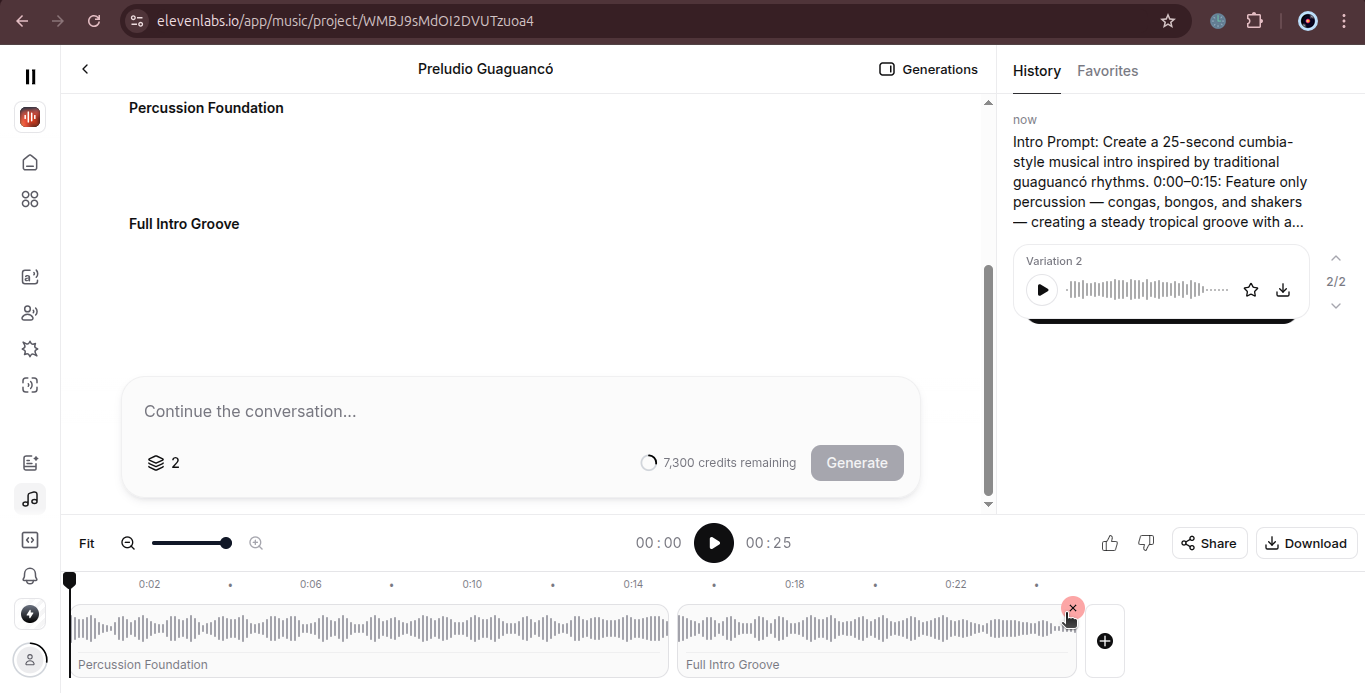 elevenlabs.io/app/music/project/WMBJ9sMdOI2DVUTzuoa4
Preludio Guaguancó
Generations
History
Favorites
Percussion Foundation
Full Intro Groove
now
Intro Prompt: Create a 25-second cumbia-
style musical intro inspired by traditional
guaguancó rhythms. 0:00–0:15: Feature only
percussion — congas, bongos, and shakers
— creating a steady tropical groove with a...
Variation 2
2/2
Continue the conversation...
2
7,300 credits remaining
Generate
Fit
00:00
00:25
Share
Download
0:02
0:06
0:10
0:14
0:18
0:22
Percussion Foundation
Full Intro Groove